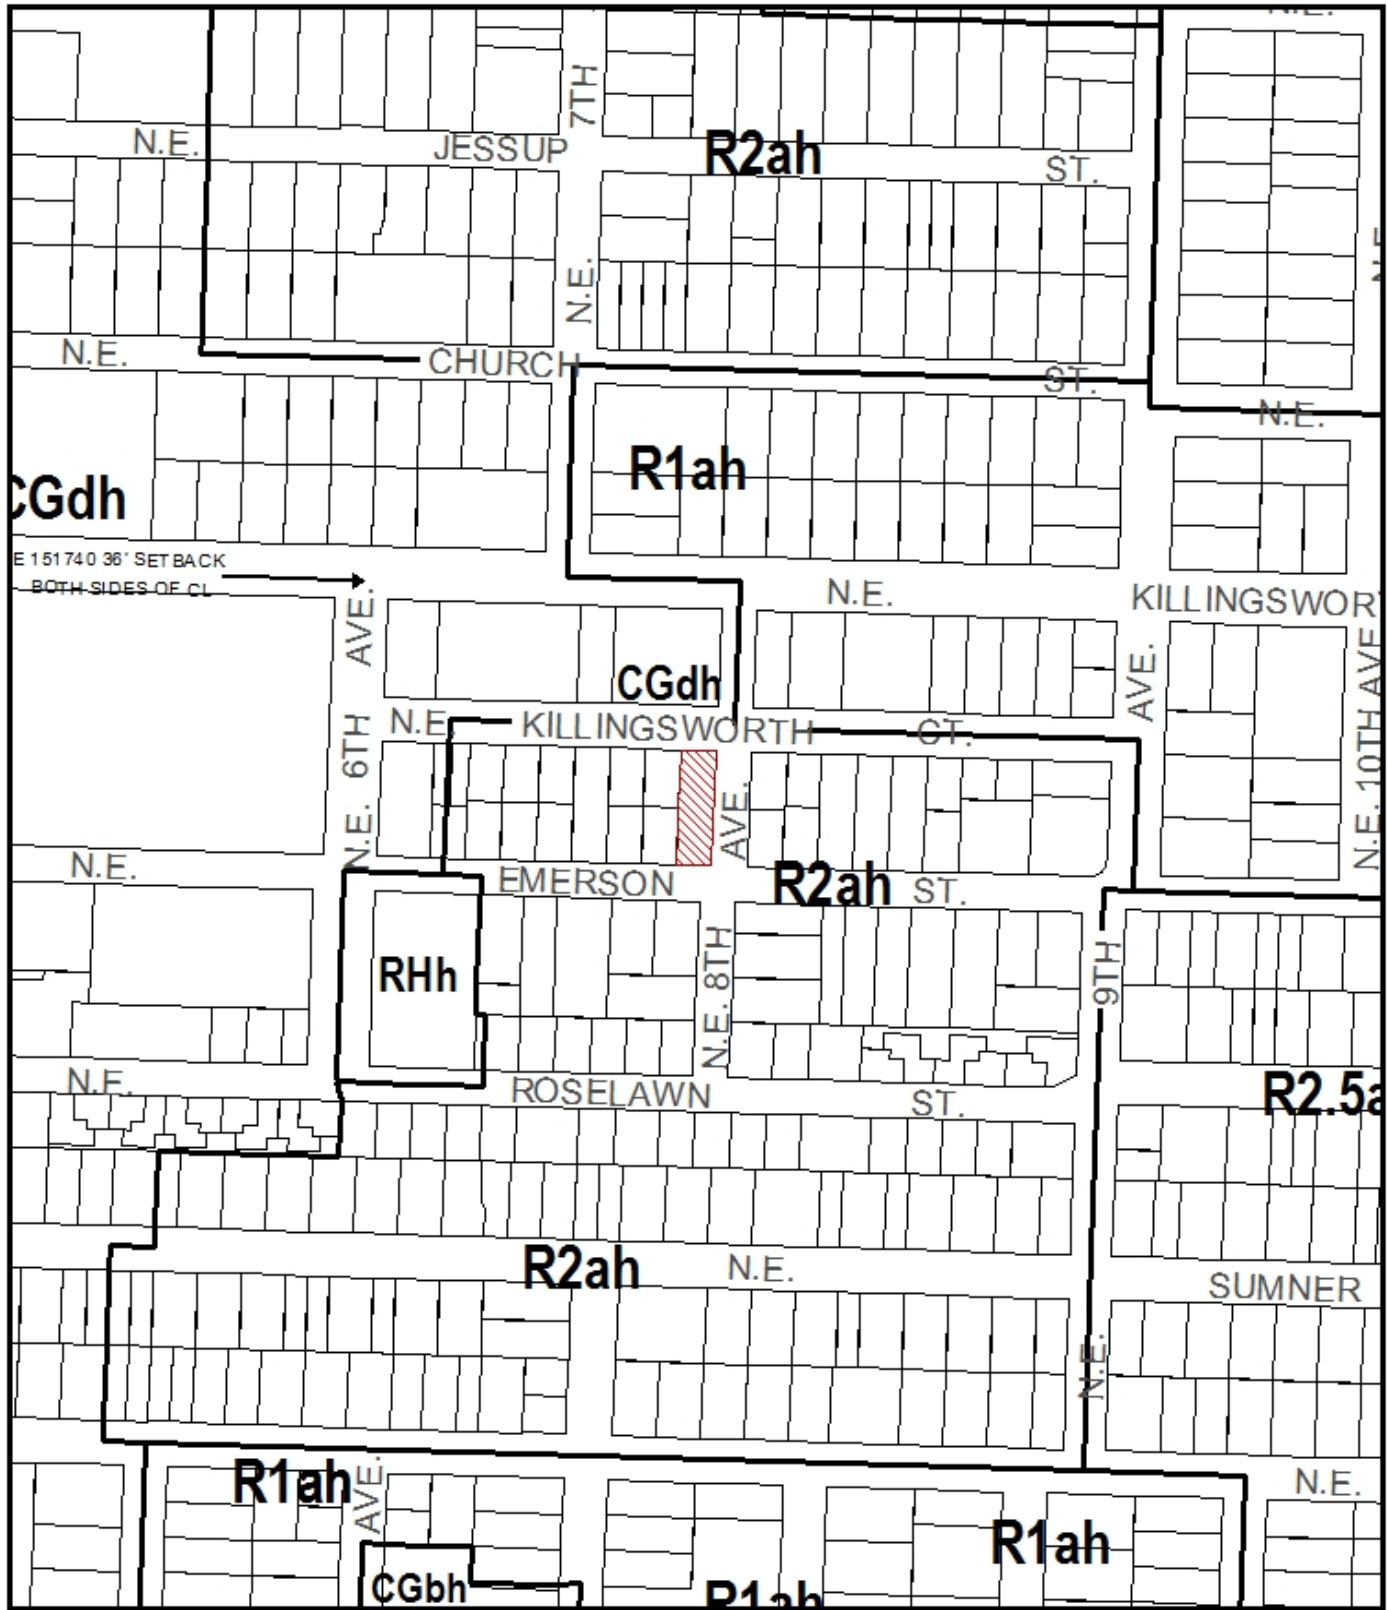 N.E.
7TH
N.E.
JESSUP
R2ah
ST.
N.E.
N.E.
CHURCH
ST.
N.E.
R1ah
CGdh
E 151740 36' SETBACK
BOTH SIDES OF CL
N.E.
KILLINGSWOR
AVE.
CGdh
AVE.
N.E.
KILLINGSWORTH
CT.
N.E. 6TH
AVE.
N.E. 10TH AVE
N.E.
EMERSON
R2ah
ST.
RHh
N.E. 8TH
9TH
N.E.
ROSELAWN
ST.
R2.5a
R2ah
N.E.
SUMNER
N.E.
R1ah
AVE.
N.E.
R1ah
CGbh
R1ah